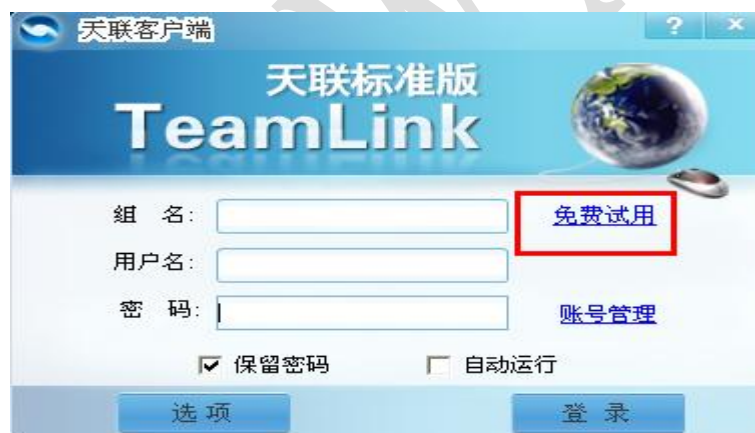 天联客户端
? ×
天联标准版
TeamLink
组 名: 免费试用
用户名:
密 码: 账号管理
保留密码 自动运行
选项 登录